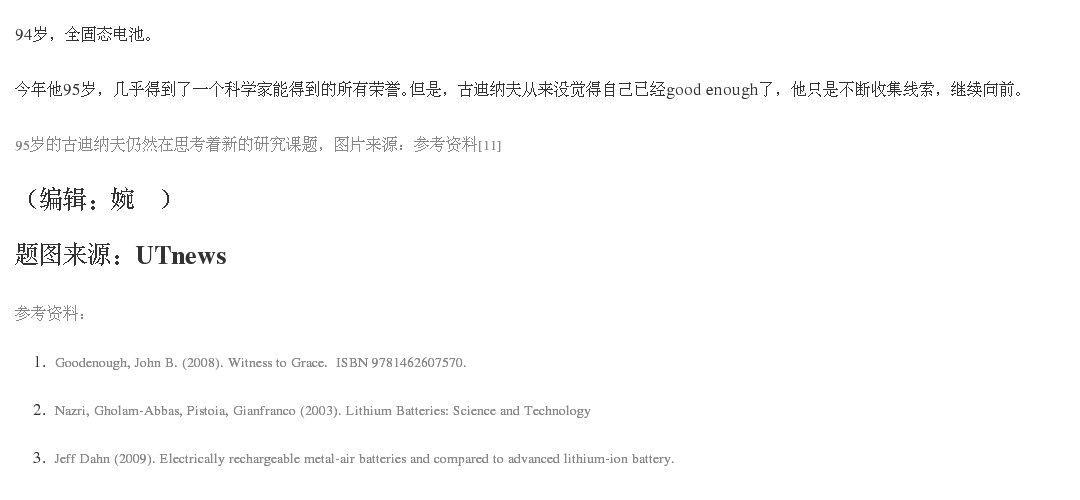 94岁，全固态电池。
今年他95岁，几乎得到了一个科学家能得到的所有荣誉。但是，古迪纳夫从来没觉得自己已经good enough了，他只是不断收集线索，继续向前。
95岁的古迪纳夫仍然在思考着新的研究课题，图片来源：参考资料[11]
（编辑：婉 ）
题图来源：UTnews
参考资料：
1. Goodenough, John B. (2008). Witness to Grace. ISBN 9781462607570.
2. Nazri, Gholam-Abbas, Pistoia, Gianfranco (2003). Lithium Batteries: Science and Technology
3. Jeff Dahn (2009). Electrically rechargeable metal-air batteries and compared to advanced lithium-ion battery.